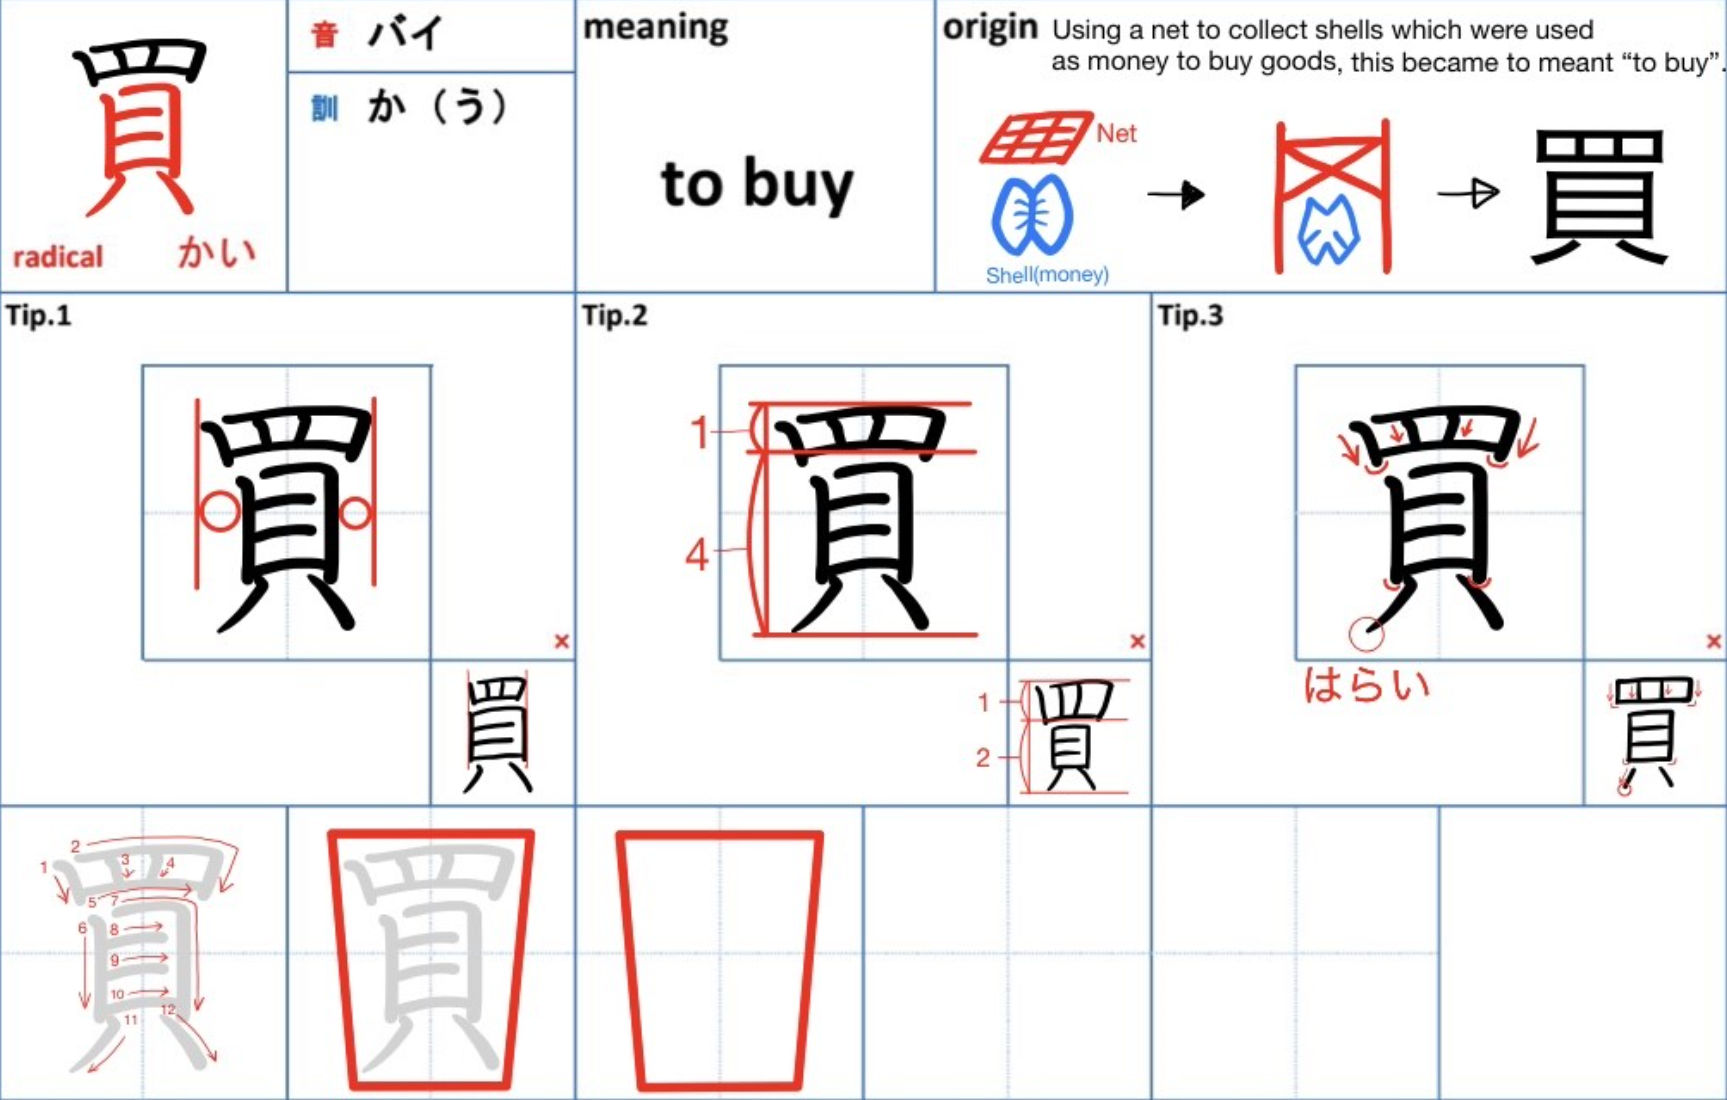 買
radical かい
音 バイ
訓 か（う）
meaning
to buy
origin Using a net to collect shells which were used
as money to buy goods, this became to meant “to buy”.
Net
Shell(money)
買
Tip.1
買
×
買
Tip.2
1
4
買
×
1
2
買
Tip.3
買
はらい
×
買
1 2 3 4 5 6 7 8 9 10 11 12
買
買